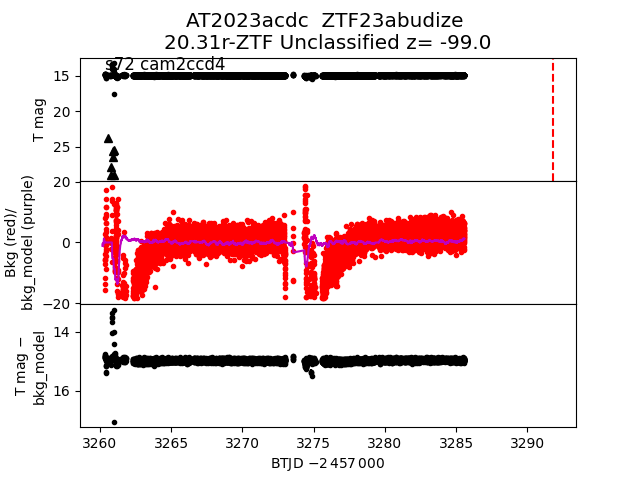 AT2023acdc ZTF23abudize
20.31r-ZTF Unclassified z= -99.0
s72 cam2ccd4
T mag
15
20
25
Bkg (red)/
bkg_model (purple)
20
0
−20
T mag −
bkg_model
14
16
3260 3265 3270 3275 3280 3285 3290
BTJD −2 457 000